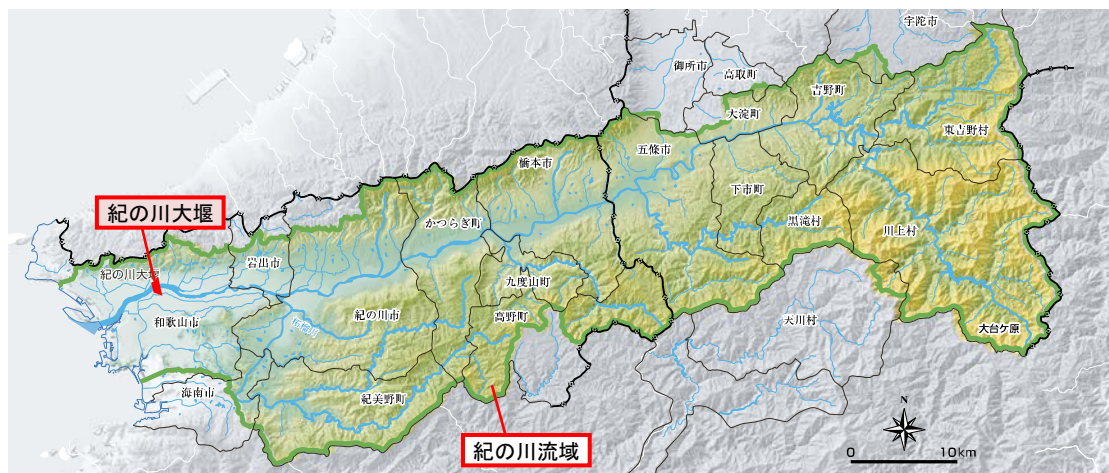 宇陀市
御所市
高取町
吉野町
大淀町
東吉野村
五條市
橋本市
下市町
かつらぎ町
紀の川大堰
黒滝村
川上村
岩出市
紀の川大堰
九度山町
紀の川市
高野町
和歌山市
天川村
大台ケ原
海南市
紀美野町
N
紀の川流域
0 10km